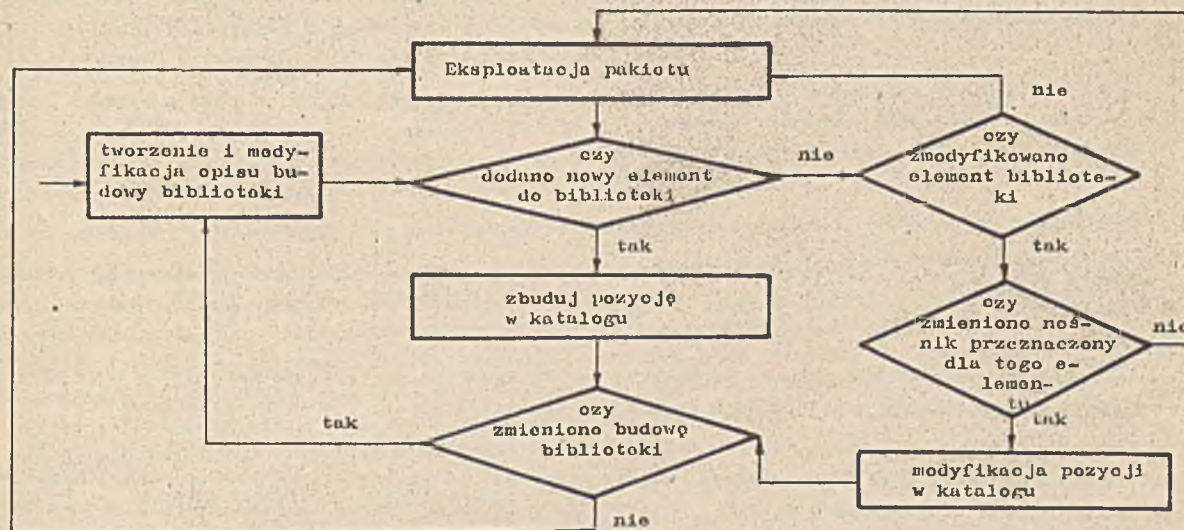 Eksploatacja pakietu
nie
tworzenie i mody-
fikacja opisu bu-
dowy biblioteki
czy
dodano nowy element
do biblioteki
nie
czy
zmodyfikowano
element bibliote-
ki
tak
tak
zbuduj pozycję
w katalogu
czy
zmieniono noś-
nik przeznaczony
dla tego e-
lemen-
tu
nie
tak
czy
zmieniono budowę
biblioteki
tak
modyfikacja pozycji
w katalogu
nie